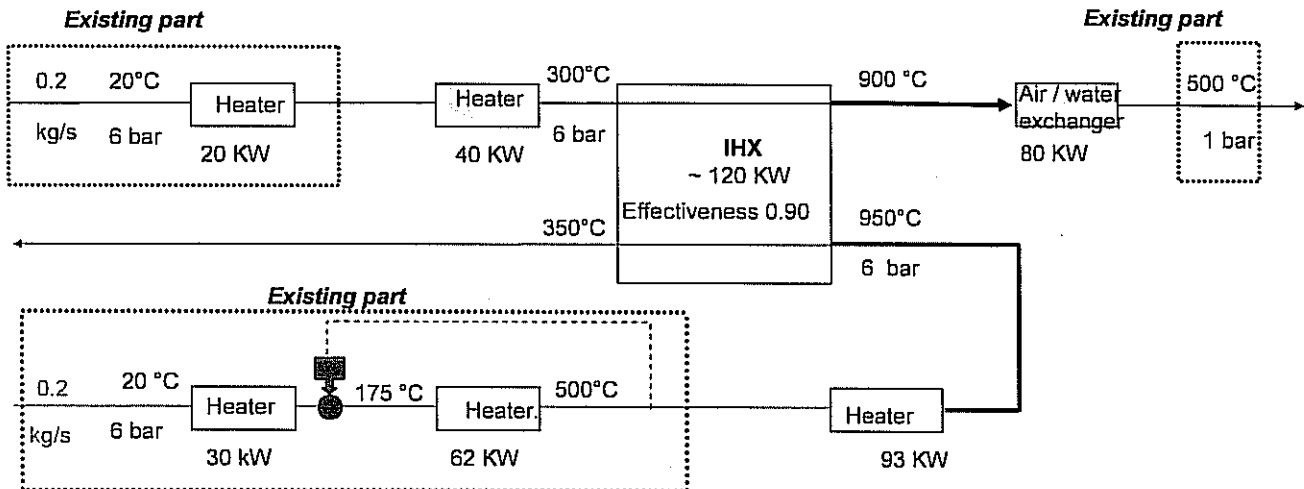 Existing part
Existing part
0.2
20°C
Heater
kg/s
6 bar
20 KW
Heater
40 KW
300°C
6 bar
IHX
~ 120 KW
Effectiveness 0.90
900 °C
Air / water
exchanger
80 KW
500 °C
1 bar
350°C
950°C
6 bar
Existing part
0.2
20 °C
Heater
175 °C
Heater.
500°C
Heater
kg/s
6 bar
30 kW
62 KW
93 KW